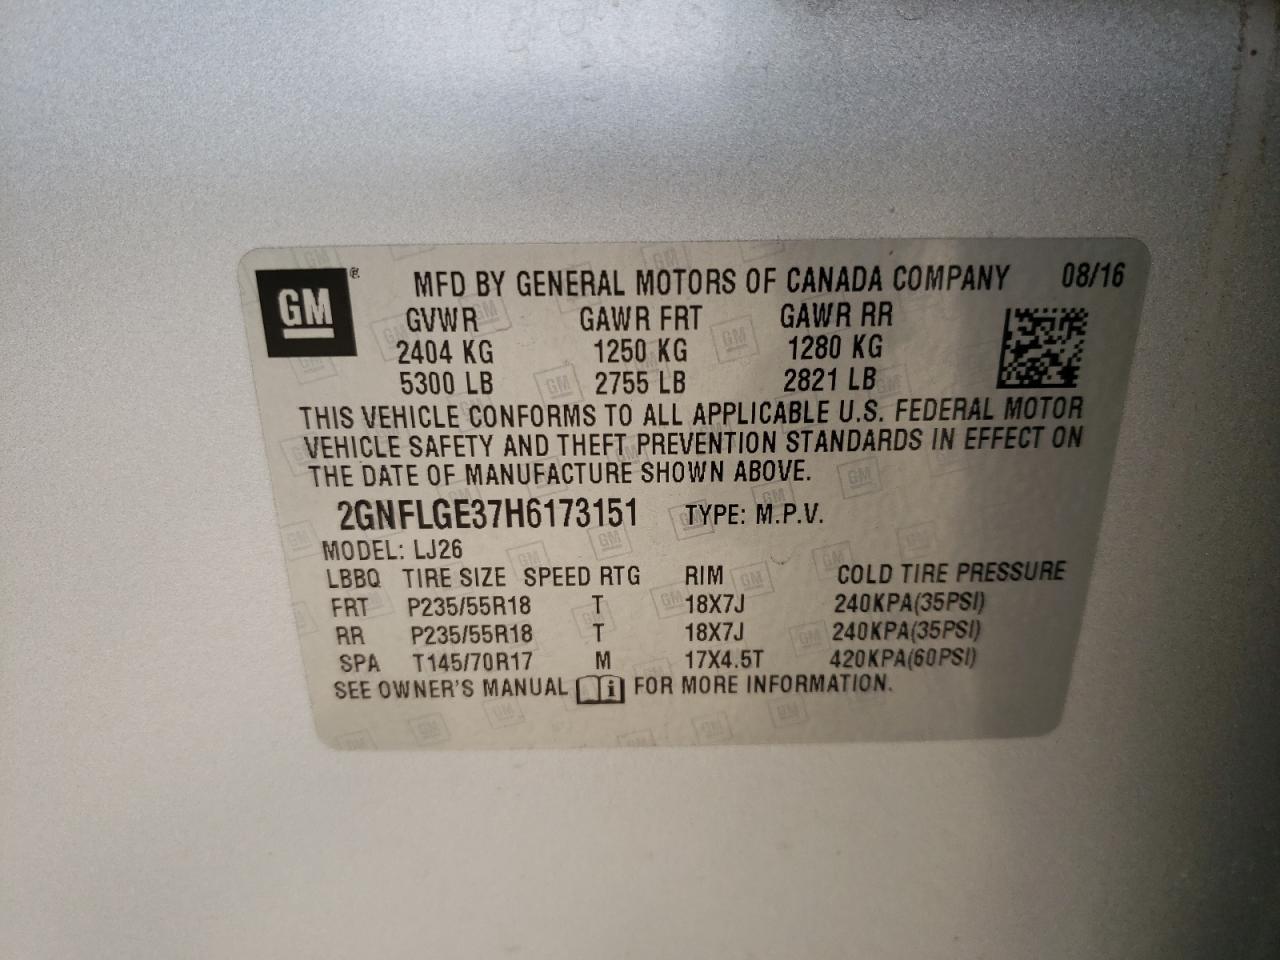 GM ® MFD BY GENERAL MOTORS OF CANADA COMPANY 08/16
GVWR GAWR FRT GAWR RR
2404 KG 1250 KG 1280 KG
5300 LB 2755 LB 2821 LB
THIS VEHICLE CONFORMS TO ALL APPLICABLE U.S. FEDERAL MOTOR
VEHICLE SAFETY AND THEFT PREVENTION STANDARDS IN EFFECT ON
THE DATE OF MANUFACTURE SHOWN ABOVE.
2GNFLGE37H6173151 TYPE: M.P.V.
MODEL: LJ26
LBBQ TIRE SIZE SPEED RTG RIM COLD TIRE PRESSURE
FRT P235/55R18 T 18X7J 240KPA(35PSI)
RR P235/55R18 T 18X7J 240KPA(35PSI)
SPA T145/70R17 M 17X4.5T 420KPA(60PSI)
SEE OWNER'S MANUAL i FOR MORE INFORMATION.